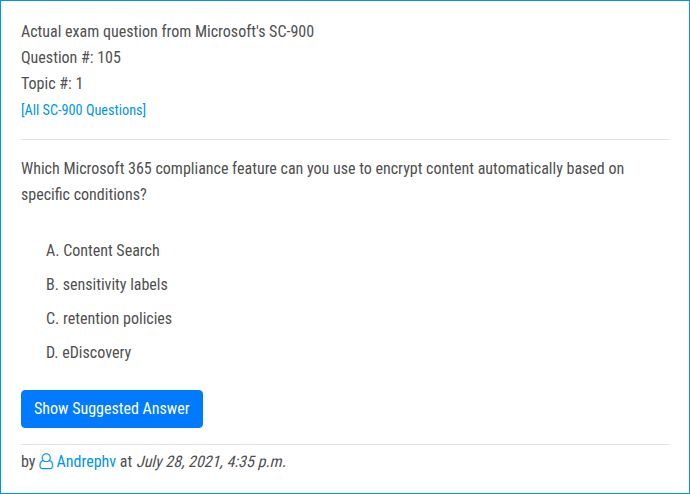 Actual exam question from Microsoft's SC-900
Question #: 105
Topic #: 1
[All SC-900 Questions]
Which Microsoft 365 compliance feature can you use to encrypt content automatically based on
specific conditions?
A. Content Search
B. sensitivity labels
C. retention policies
D. eDiscovery
Show Suggested Answer
by Andrephv at July 28, 2021, 4:35 p.m.